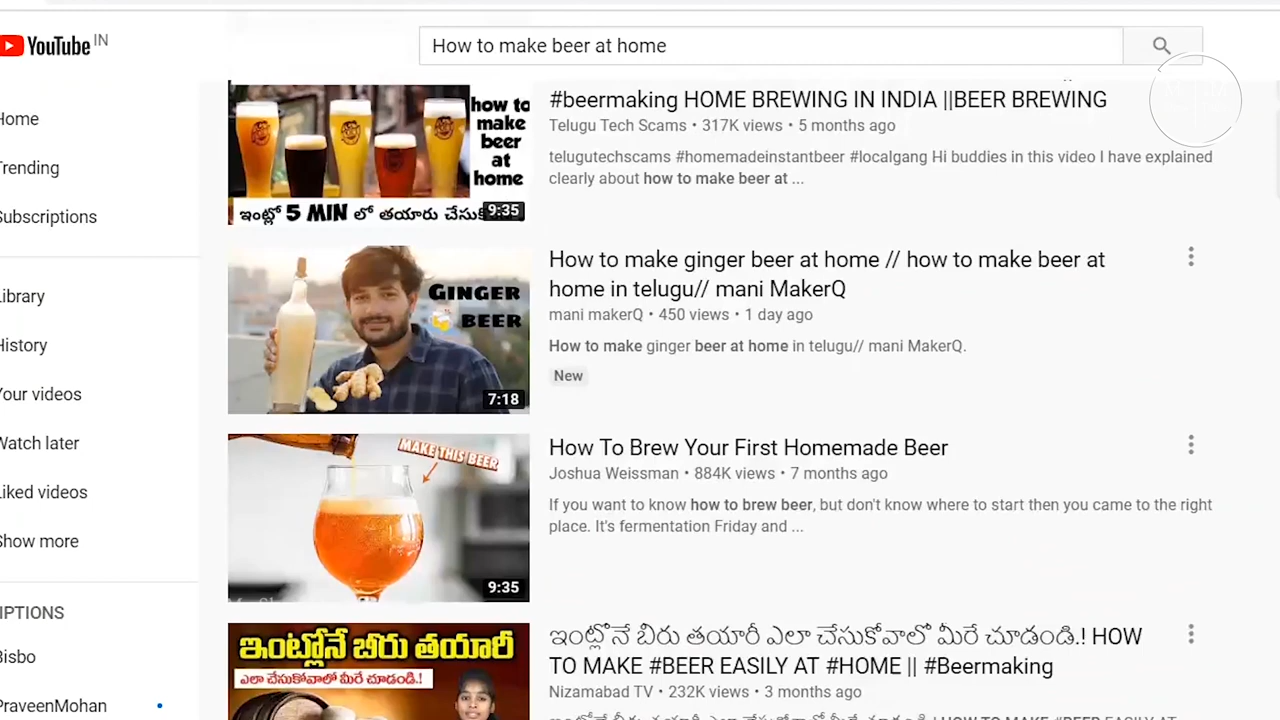 YouTube IN
How to make beer at home
Home
Trending
Subscriptions
Library
History
Your videos
Watch later
Liked videos
Show more
IPTIONS
Bisbo
PraveenMohan
how to
make
beer
at
home
ఇంట్లో 5 MIN లో తయారు
9:35
#beermaking HOME BREWING IN INDIA ||BEER BREWING
Telugu Tech Scams • 317K views • 5 months ago
telugutechscams #homemadeinstantbeer #localgang Hi buddies in this video I have explained
clearly about how to make beer at ...
GINGER
BEER
7:18
How to make ginger beer at home // how to make beer at
home in telugu// mani MakerQ
mani makerQ • 450 views • 1 day ago
How to make ginger beer at home in telugu// mani MakerQ.
New
MAKE THIS BEER
9:35
How To Brew Your First Homemade Beer
Joshua Weissman • 884K views • 7 months ago
If you want to know how to brew beer, but don't know where to start then you came to the right
place. It's fermentation Friday and ...
ఇంట్లోనే బీరు తయారీ
ఎలా చేసుకోవాలో మీరే చూడండి.!
ఇంట్లోనే బీరు తయారీ ఎలా చేసుకోవాలో మీరే చూడండి.! HOW
TO MAKE #BEER EASILY AT #HOME || #Beermaking
Nizamabad TV • 232K views • 3 months ago